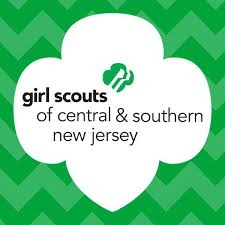 girl scouts
of central & southern
new jersey